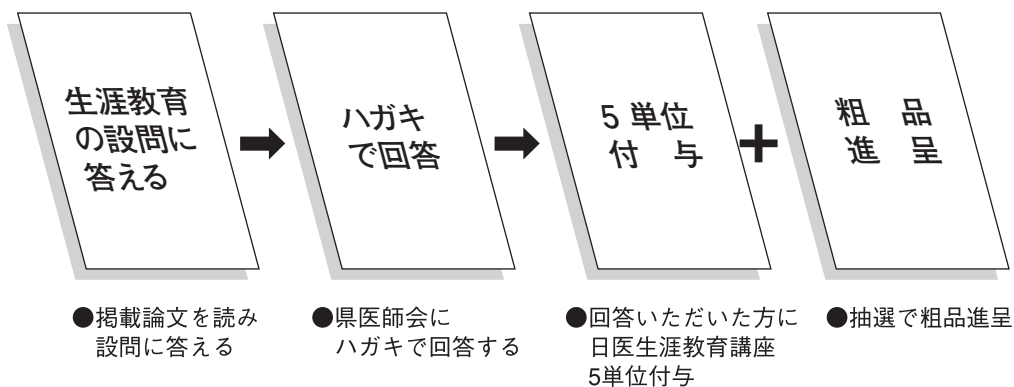 生涯教育
の設問に
答える
ハガキ
で回答
5単位
付 与
粗 品
進 呈
●掲載論文を読み
設問に答える
●県医師会に
ハガキで回答する
●回答いただいた方に
日医生涯教育講座
5単位付与
●抽選で粗品進呈